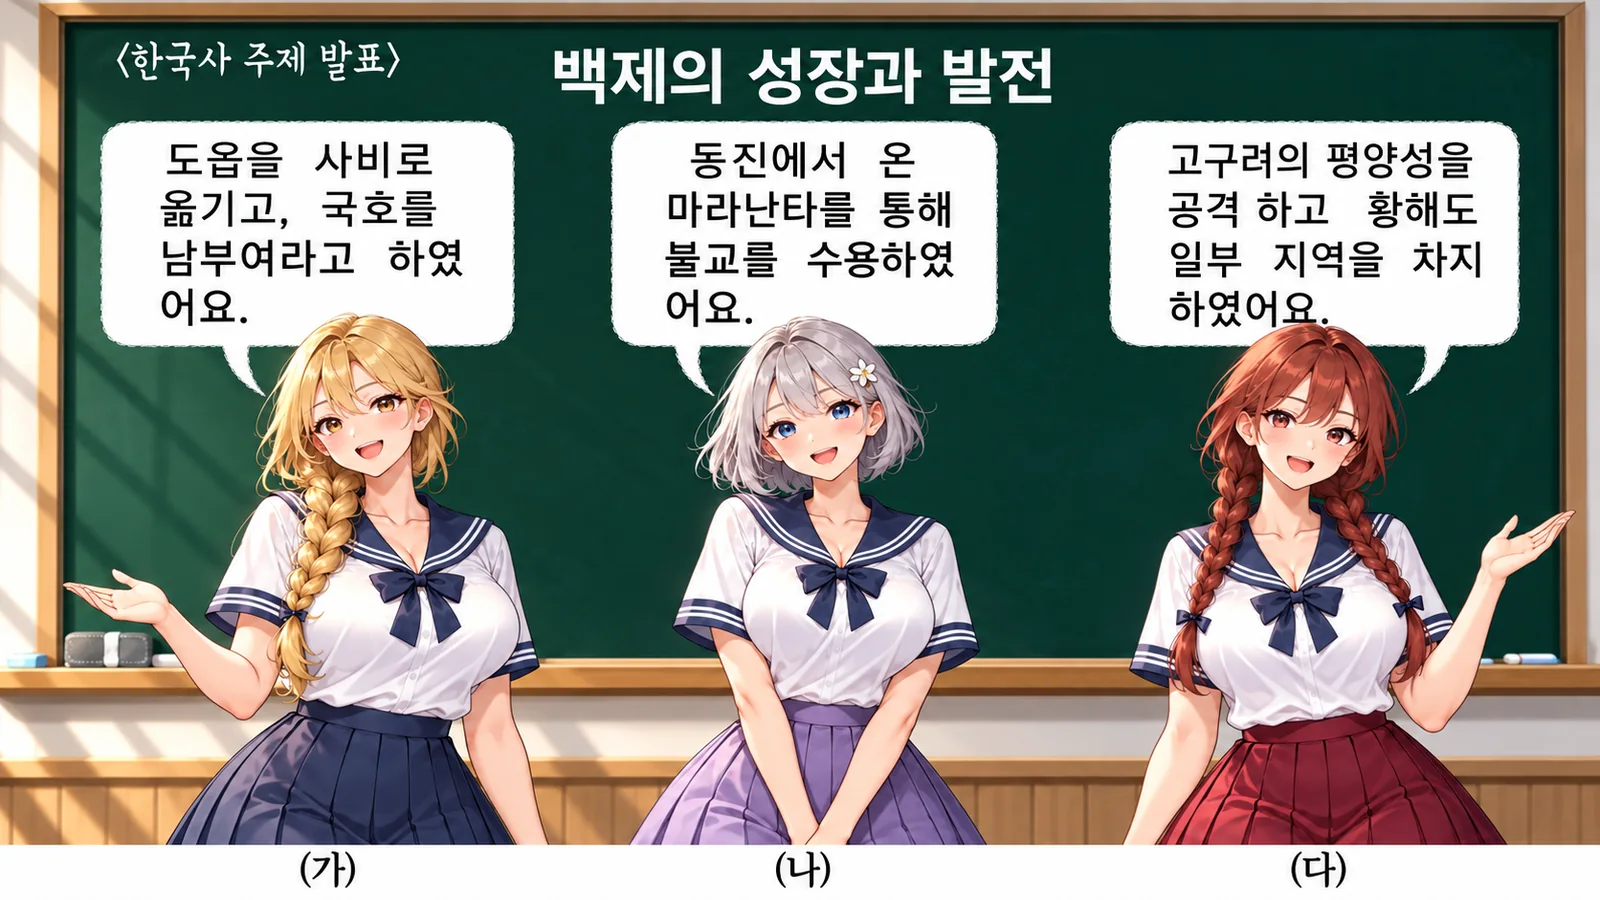 〈한국사 주제 발표〉
백제의 성장과 발전
도읍을 사비로
옮기고, 국호를
남부여라고 하였
어요.
동진에서 온
마라난타를 통해
불교를 수용하였
어요.
고구려의 평양성을
공격 하고 황해도
일부 지역을 차지
하였어요.
(가)
(나)
(다)